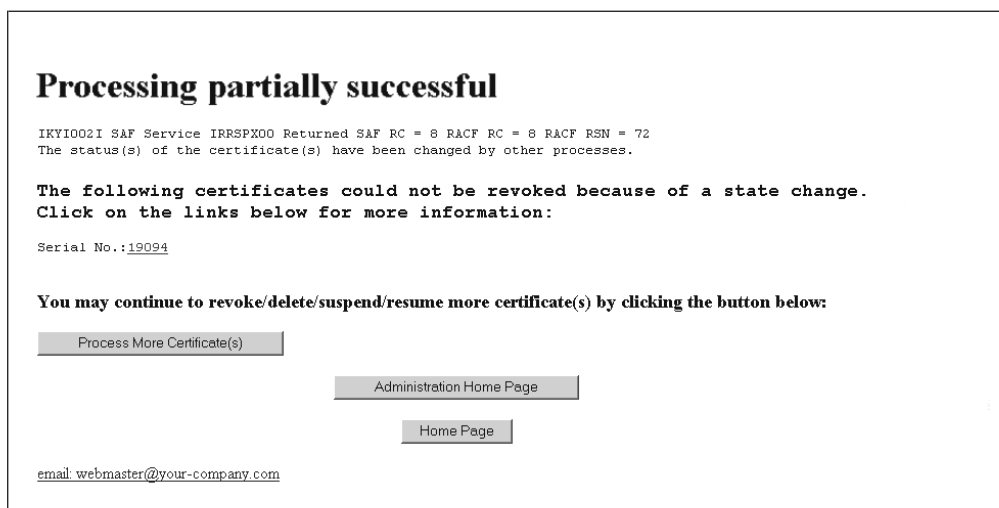 Processing partially successful
IKYI002I SAF Service IRRSPX00 Returned SAF RC = 8 RACF RC = 8 RACF RSN = 72
The status(s) of the certificate(s) have been changed by other processes.
The following certificates could not be revoked because of a state change.
Click on the links below for more information:
Serial No.:19094
You may continue to revoke/delete/suspend/resume more certificate(s) by clicking the button below:
Process More Certificate(s)
Administration Home Page
Home Page
email: webmaster@your-company.com